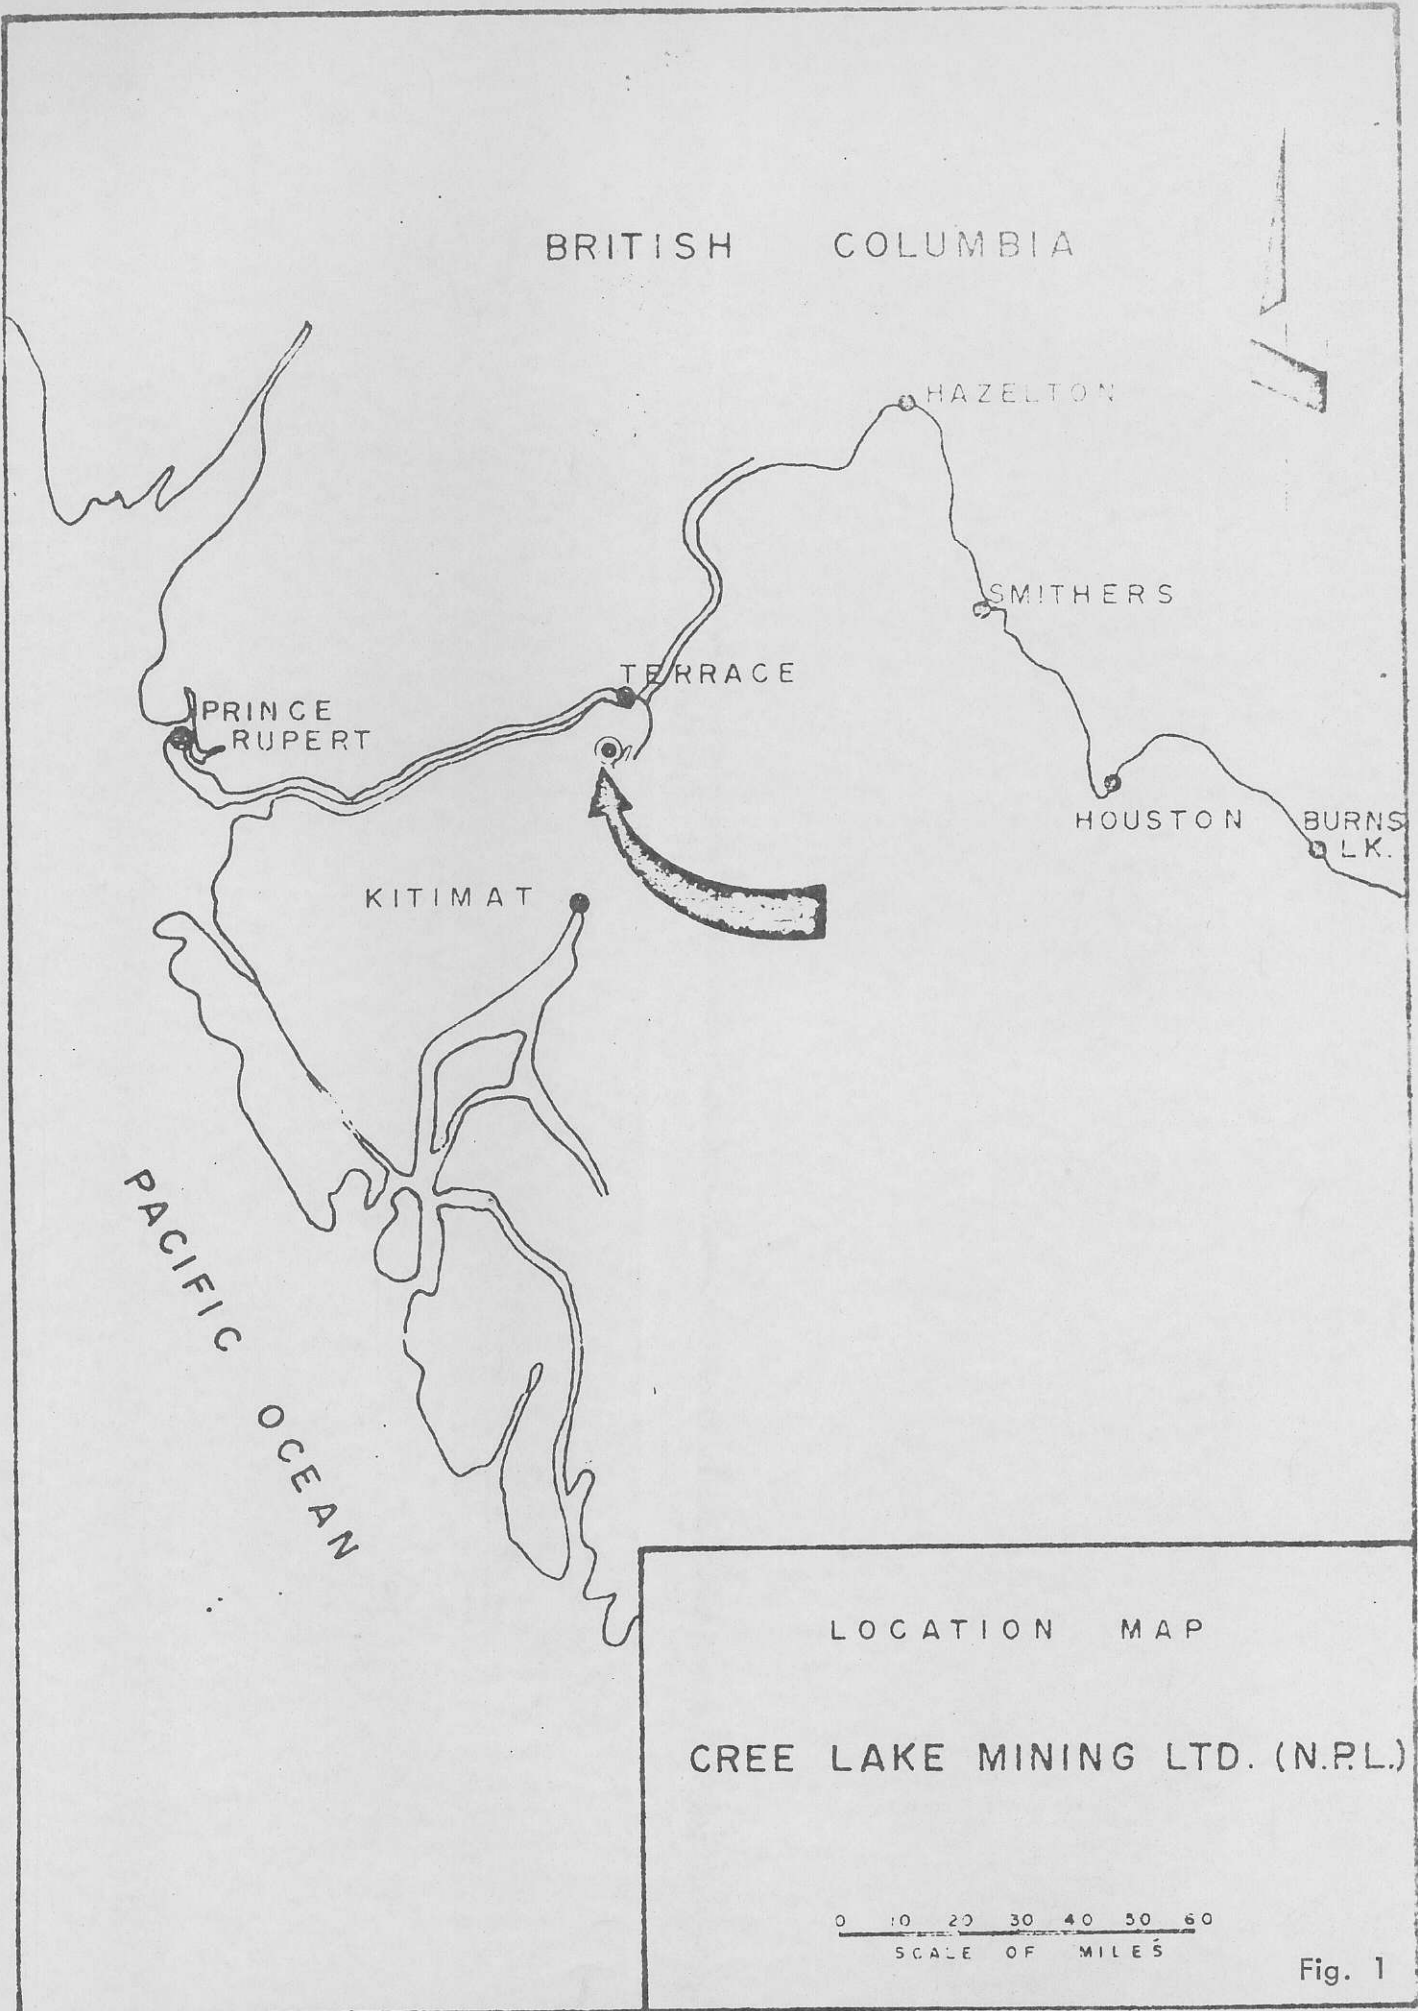 BRITISH COLUMBIA
HAZELTON
SMITHERS
TERRACE
PRINCE
RUPERT
HOUSTON
BURNS
LK.
KITIMAT
PACIFIC OCEAN
LOCATION MAP
CREE LAKE MINING LTD. (N.P.L.)
0 10 20 30 40 50 60
SCALE OF MILES
Fig. 1